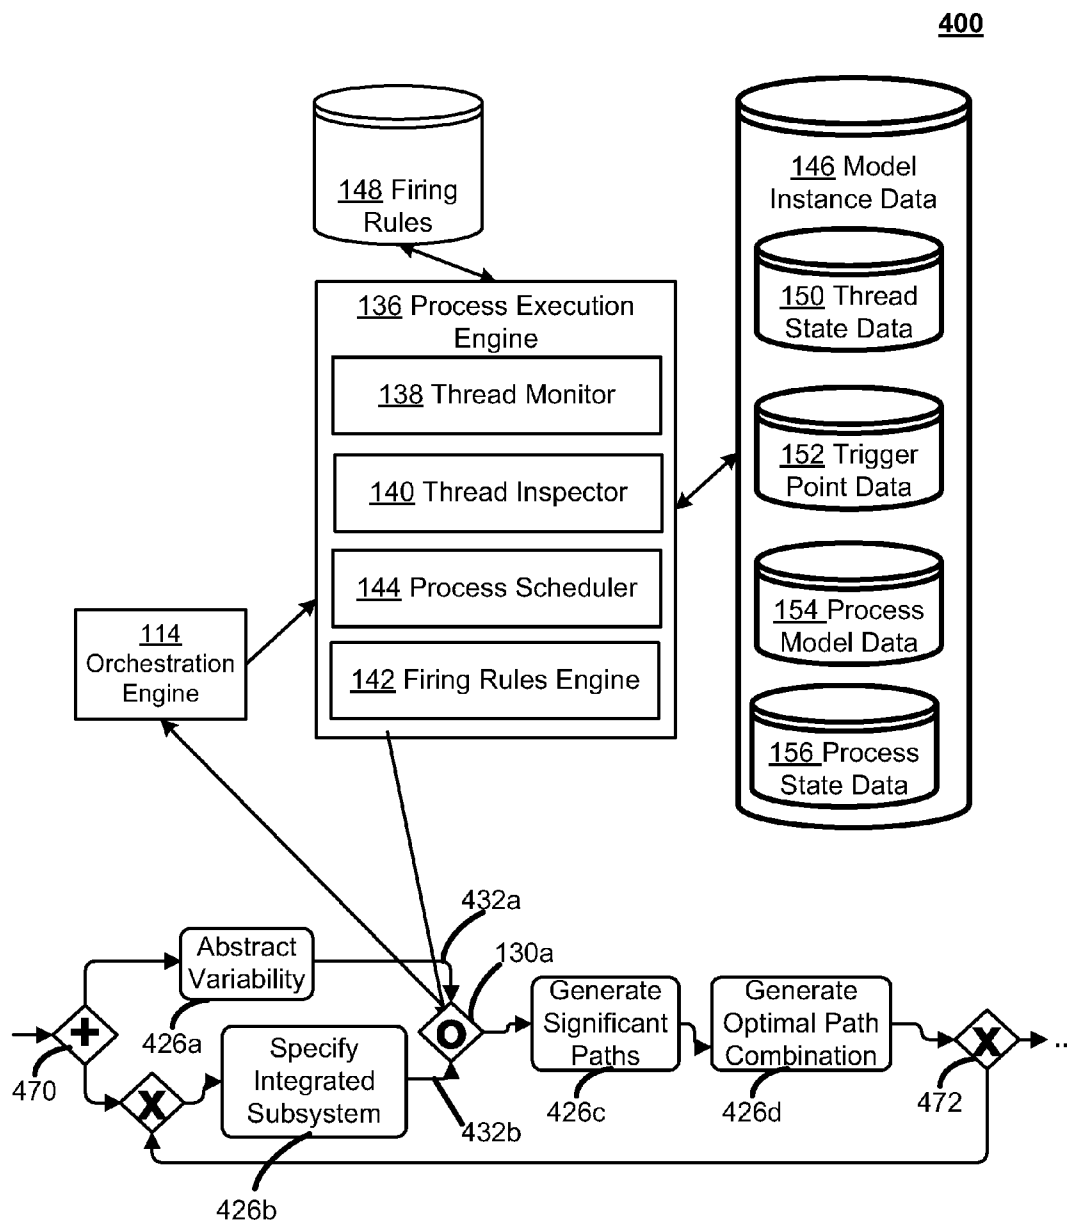 400
148 Firing
Rules
146 Model
Instance Data
150 Thread
State Data
152 Trigger
Point Data
154 Process
Model Data
156 Process
State Data
136 Process Execution
Engine
138 Thread Monitor
140 Thread Inspector
144 Process Scheduler
142 Firing Rules Engine
114
Orchestration
Engine
432a
130a
Abstract
Variability
426a
470
Specify
Integrated
Subsystem
426b
432b
Generate
Significant
Paths
426c
Generate
Optimal Path
Combination
426d
472
..